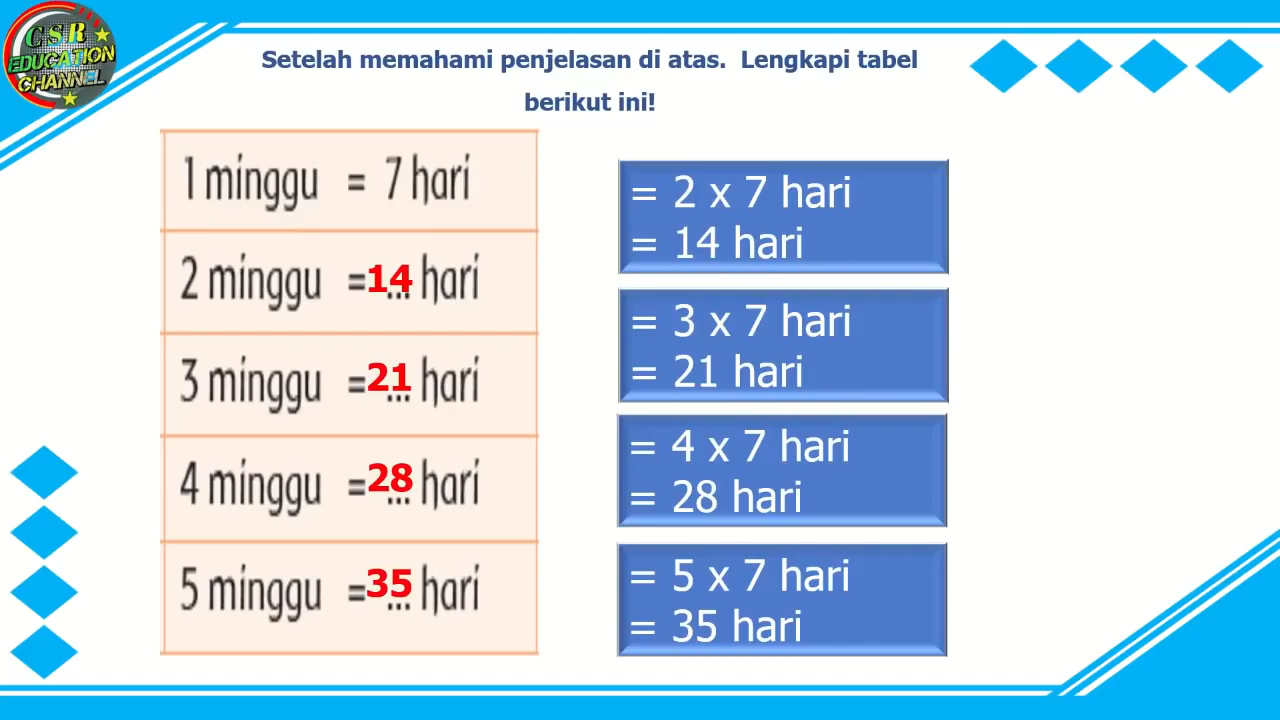 CSR
EDUCATION
CHANNEL
Setelah memahami penjelasan di atas. Lengkapi tabel
berikut ini!
1 minggu = 7 hari
2 minggu =14... hari
3 minggu =21... hari
4 minggu =28... hari
5 minggu =35... hari
= 2 x 7 hari
= 14 hari
= 3 x 7 hari
= 21 hari
= 4 x 7 hari
= 28 hari
= 5 x 7 hari
= 35 hari